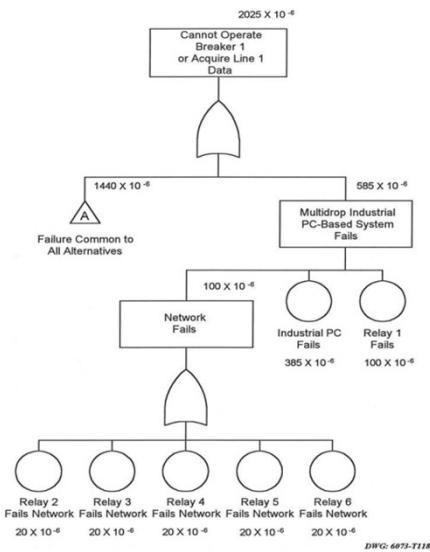 2025 X 10 -6
Cannot Operate
Breaker 1
or Acquire Line 1
Data
1440 X 10 -6
585 X 10 -6
A
Failure Common to
All Alternatives
Multidrop Industrial
PC-Based System
Fails
100 X 10 -6
Network
Fails
Industrial PC
Fails
385 X 10 -6
Relay 1
Fails
100 X 10 -6
Relay 2
Fails Network
20 X 10 -6
Relay 3
Fails Network
20 X 10 -6
Relay 4
Fails Network
20 X 10 -6
Relay 5
Fails Network
20 X 10 -6
Relay 6
Fails Network
20 X 10 -6
DWG: 6073-T118